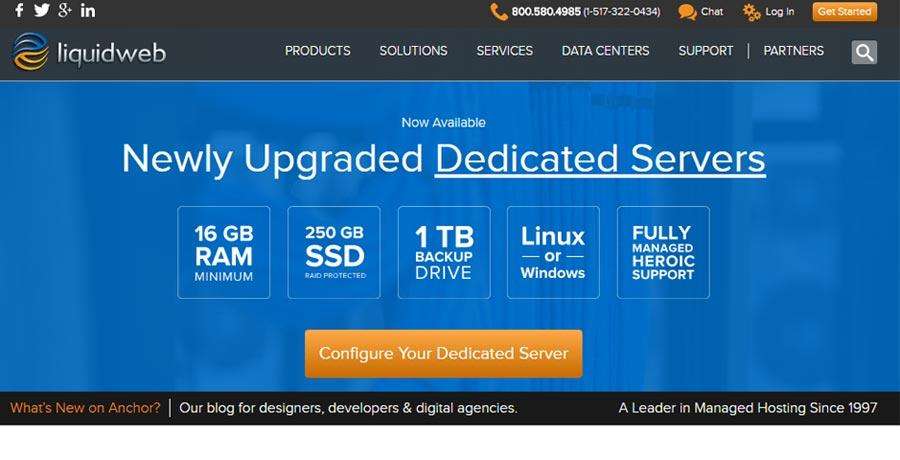 800.580.4985 (1-517-322-0434) Chat Log In Get Started
liquidweb PRODUCTS SOLUTIONS SERVICES DATA CENTERS SUPPORT | PARTNERS
Now Available
Newly Upgraded Dedicated Servers
16 GB
RAM
MINIMUM
250 GB
SSD
RAID PROTECTED
1 TB
BACKUP
DRIVE
Linux
or
Windows
FULLY
MANAGED
HEROIC
SUPPORT
Configure Your Dedicated Server
What's New on Anchor? | Our blog for designers, developers & digital agencies. A Leader in Managed Hosting Since 1997